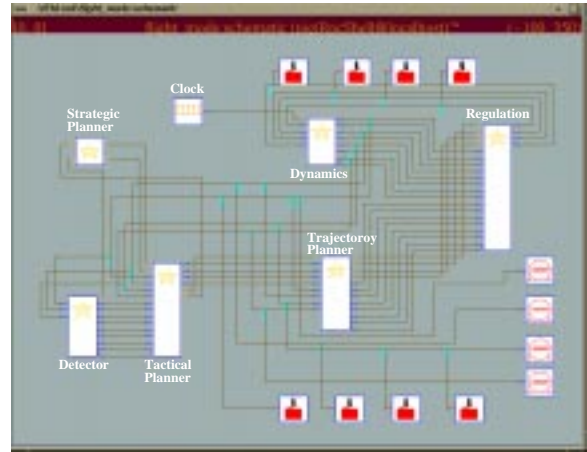 Clock
Strategic
Planner
Regulation
Dynamics
Trajectoroy
Planner
Detector
Tactical
Planner